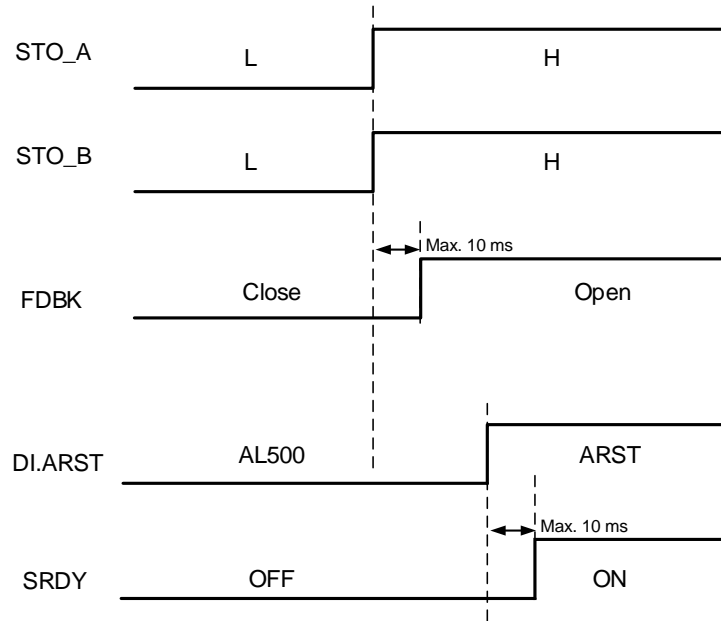 STO_A
L
H
STO_B
L
H
Max. 10 ms
FDBK
Close
Open
DI.ARST
AL500
ARST
Max. 10 ms
SRDY
OFF
ON